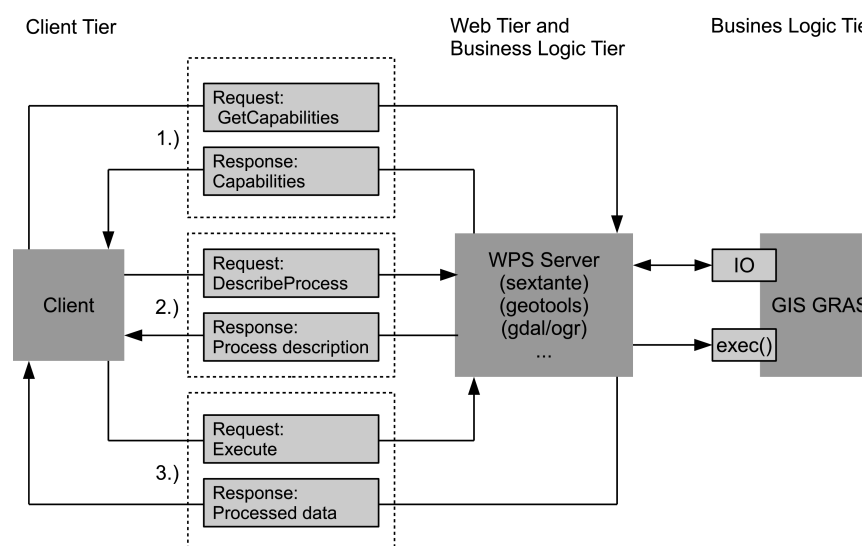 Client Tier
Web Tier and
Business Logic Tier
Busines Logic Tie
Request:
GetCapabilities
1.)
Response:
Capabilities
Request:
DescribeProcess
2.)
Response:
Process description
Client
WPS Server
(sextante)
(geotools)
(gdal/ogr)
...
IO
GIS GRAS
exec()
Request:
Execute
3.)
Response:
Processed data